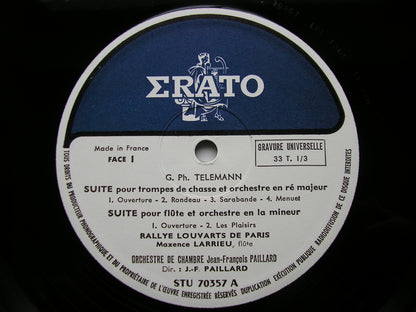 ΣRATO
Made in France
FACE I
GRAVURE UNIVERSELLE
33 T. 1/3
G. Ph. TELEMANN
SUITE pour trompes de chasse et orchestre en ré majeur
1. Ouverture - 2. Rondeau - 3. Sarabande - 4. Menuet
SUITE pour flûte et orchestre en la mineur
1. Ouverture - 2. Les Plaisirs
RALLYE LOUVARTS DE PARIS
Maxence LARRIEU, flûte
ORCHESTRE DE CHAMBRE Jean-François PAILLARD
Dir. : J.-F. PAILLARD
STU 70357 A
TOUS DROITS DU PRODUCTEUR PHONOGRAPHIQUE ET DU PROPRIÉTAIRE DE L'ŒUVRE ENREGISTRÉE RÉSERVÉS DUPLICATION EXÉCUTION PUBLIQUE RADIODIFFUSION DE CE DISQUE INTERDITES